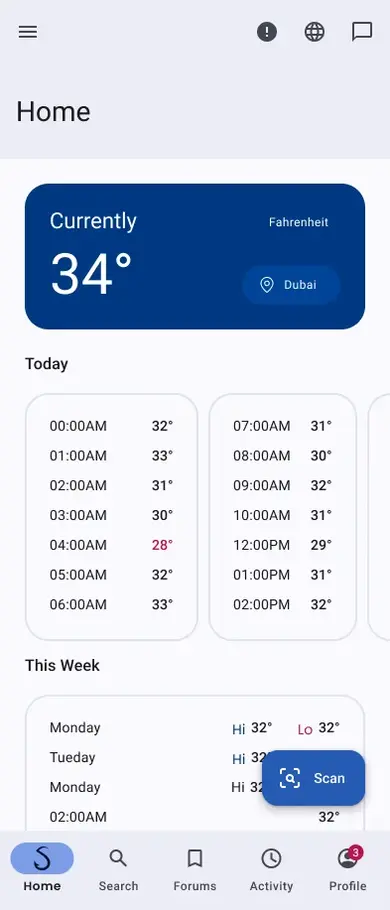 Home
Currently
Fahrenheit
34°
Dubai
Today
00:00AM 32°
01:00AM 33°
02:00AM 31°
03:00AM 30°
04:00AM 28°
05:00AM 32°
06:00AM 33°
07:00AM 31°
08:00AM 30°
09:00AM 32°
10:00AM 31°
12:00PM 29°
01:00PM 31°
02:00PM 32°
This Week
Monday Hi 32° Lo 32°
Tueday Hi 32
Monday Hi 32
02:00AM 32°
Scan
3
Home Search Forums Activity Profile